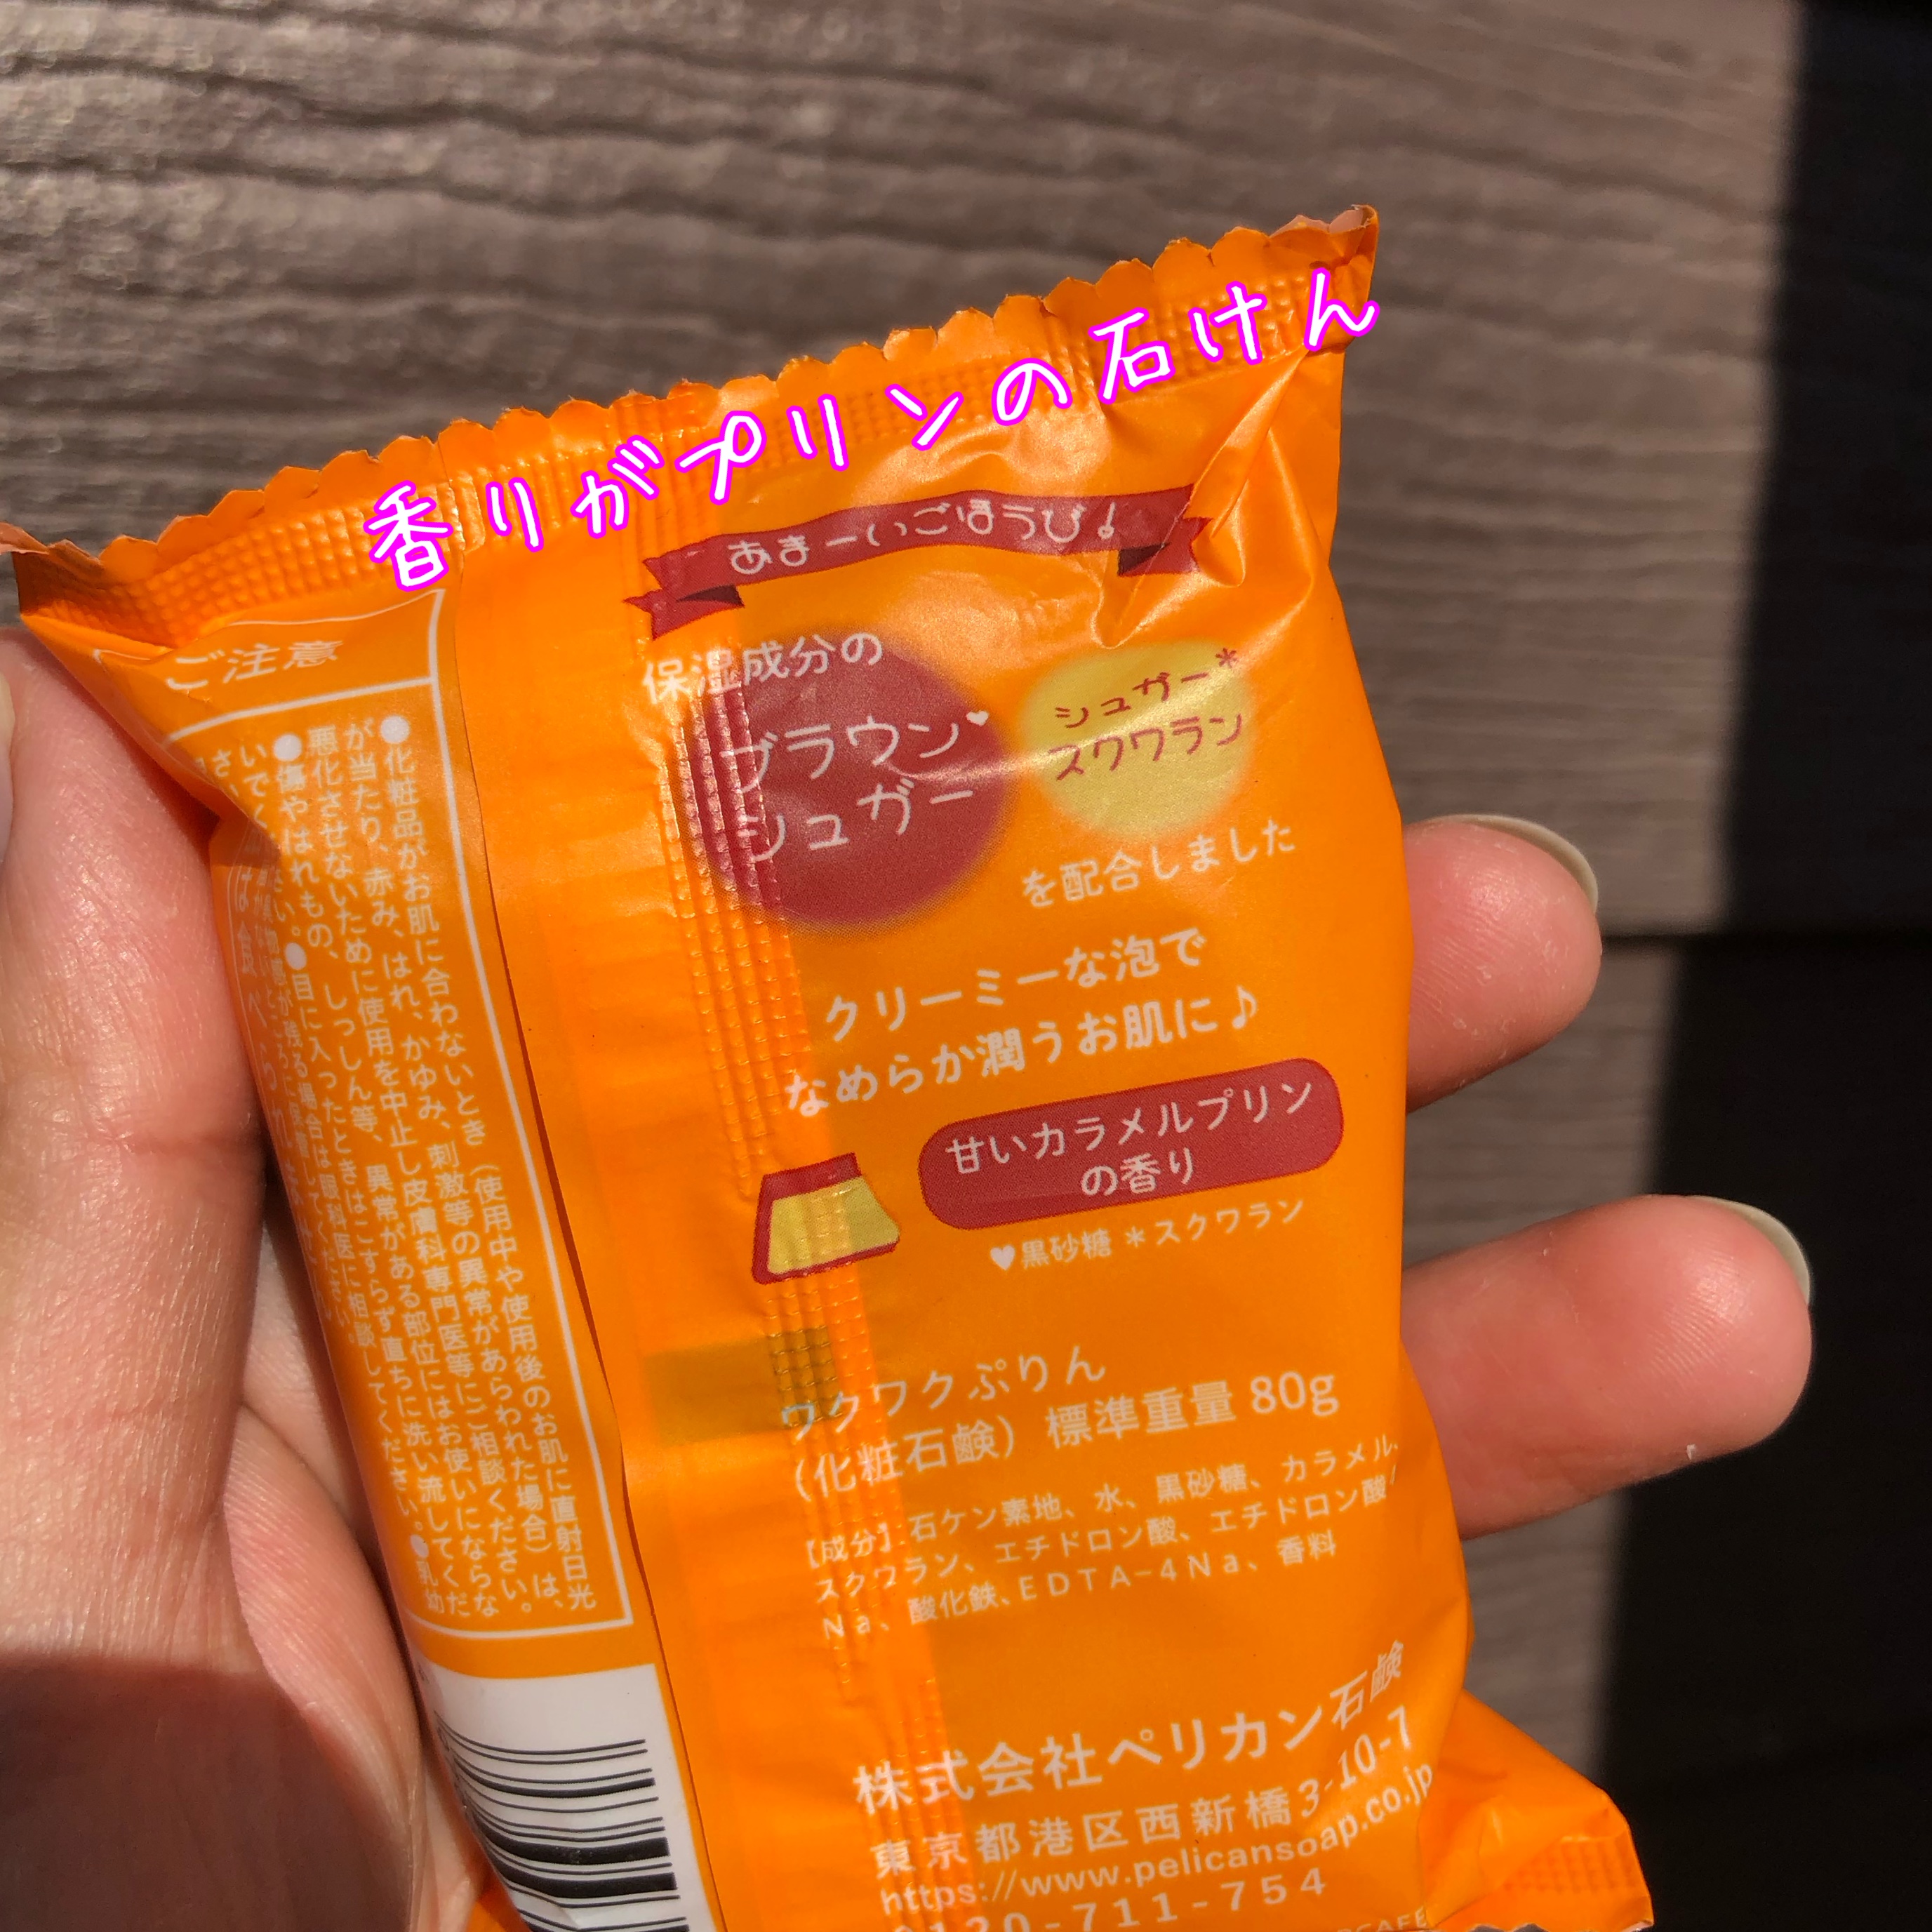 香りがプリンの石けん
あまーいごほうび♪
保湿成分の
ブラウン♥
シュガー
シュガー*
スクワラン
を配合しました
クリーミーな泡で
なめらか潤うお肌に♪
甘いカラメルプリン
の香り
♥黒砂糖 *スクワラン
ワクワクぷりん
(化粧石鹸) 標準重量 80g
【成分】石ケン素地、水、黒砂糖、カラメル、
スクワラン、エチドロン酸、エチドロン酸4
Na、酸化鉄、EDTA-4Na、香料
株式会社ペリカン石鹸
東京都港区西新橋3-10-7
https://www.pelicansoap.co.jp
0120-711-754
ご注意
●化粧品がお肌に合わないとき(使用中や使用後のお肌に直射日光
が当たり、赤み、はれ、かゆみ、刺激等の異常があらわれた場合)は、
悪化させないために使用を中止し皮膚科専門医等にご相談ください。
●傷やはれもの、しっしん等、異常がある部位にはお使いにならな
いでください。●目に入ったときはこすらず直ちに洗い流してくだ